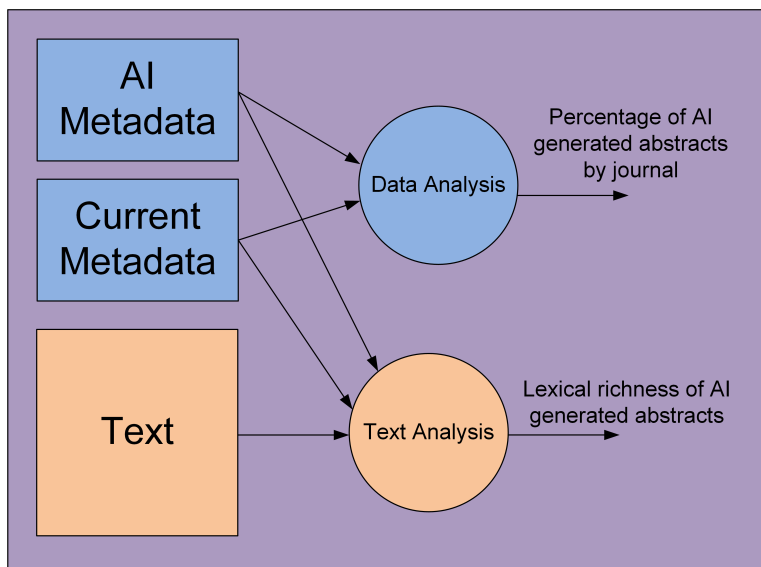 AI
Metadata
Current
Metadata
Text
Data Analysis
Text Analysis
Percentage of AI
generated abstracts
by journal
Lexical richness of AI
generated abstracts